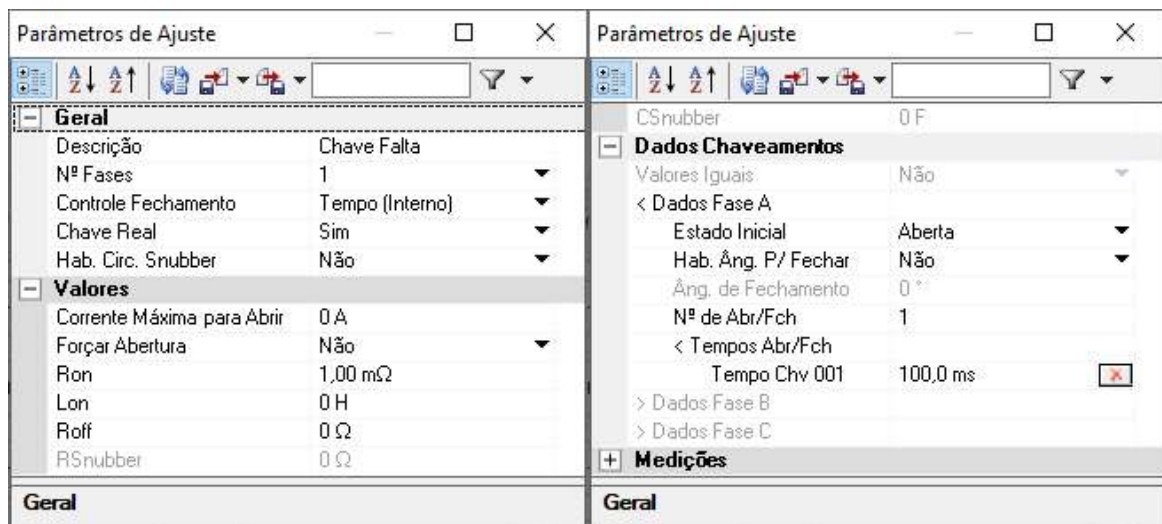 Parâmetros de Ajuste
Geral
Descrição Chave Falta
Nº Fases 1
Controle Fechamento Tempo (Interno)
Chave Real Sim
Hab. Circ. Snubber Não
Valores
Corrente Máxima para Abrir 0 A
Forçar Abertura Não
Ron 1,00 mΩ
Lon 0 H
Roff 0 Ω
RSnubber 0 Ω
Geral
Parâmetros de Ajuste
CSnubber 0 F
Dados Chaveamentos
Valores Iguais Não
< Dados Fase A
Estado Inicial Aberta
Hab. Âng. P/ Fechar Não
Âng. de Fechamento 0 °
Nº de Abr/Fch 1
< Tempos Abr/Fch
Tempo Chv 001 100,0 ms
> Dados Fase B
> Dados Fase C
Medições
Geral